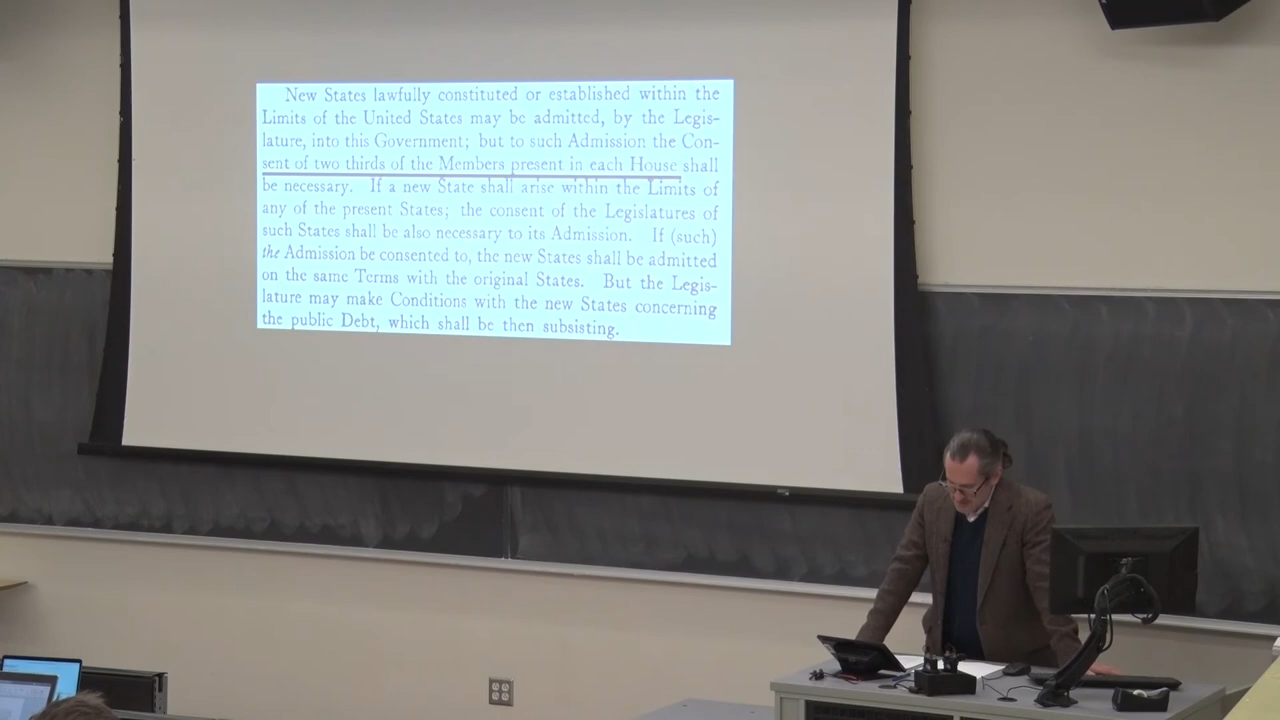 New States lawfully constituted or established within the
Limits of the United States may be admitted, by the Legis-
lature, into this Government; but to such Admission the Con-
sent of two thirds of the Members present in each House shall
be necessary. If a new State shall arise within the Limits of
any of the present States; the consent of the Legislatures of
such States shall be also necessary to its Admission. If (such)
the Admission be consented to, the new States shall be admitted
on the same Terms with the original States. But the Legis-
lature may make Conditions with the new States concerning
the public Debt, which shall be then subsisting.